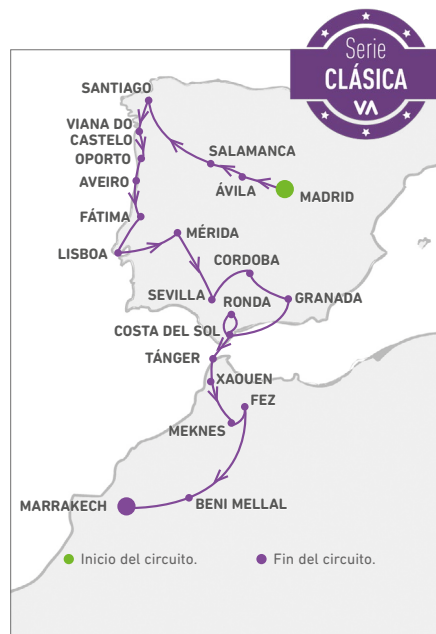 Serie
CLÁSICA
VA
SANTIAGO
VIANA DO
CASTELO
OPORTO
AVEIRO
FÁTIMA
LISBOA
SALAMANCA
ÁVILA
MADRID
MÉRIDA
CORDOBA
SEVILLA
RONDA
GRANADA
COSTA DEL SOL
TÁNGER
XAOUEN
FEZ
MEKNES
MARRAKECH
BENI MELLAL
Inicio del circuito.
Fin del circuito.